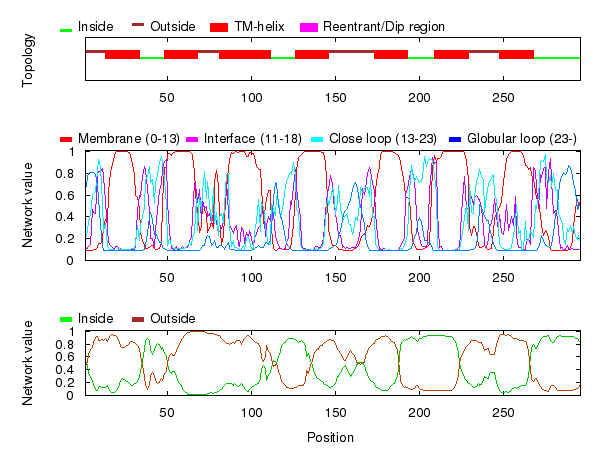 Inside Outside TM-helix Reentrant/Dip region
Topology
50 100 150 200 250
Membrane (0-13) Interface (11-18) Close loop (13-23) Globular loop (23-)
Network value
1
0.8
0.6
0.4
0.2
0
50 100 150 200 250
Inside Outside
Network value
1
0.8
0.6
0.4
0.2
0
50 100 150 200 250
Position